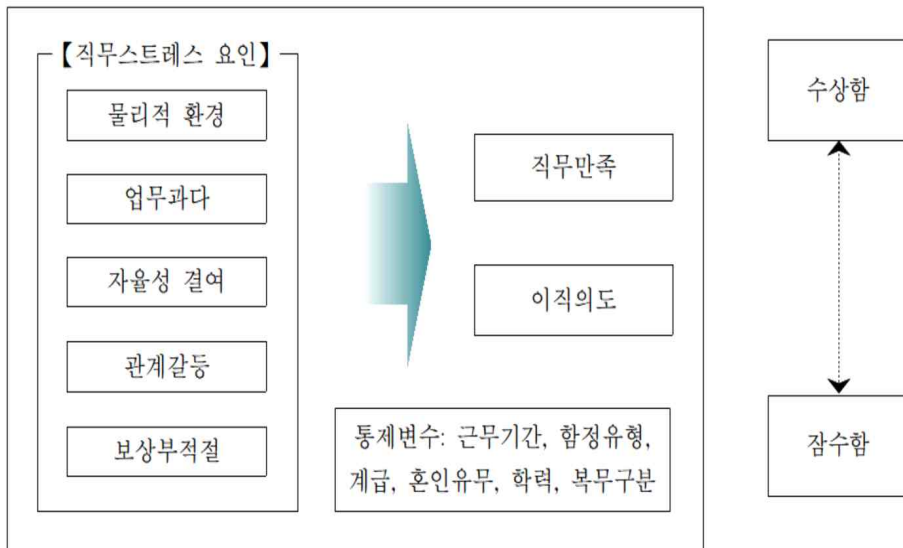 【직무스트레스 요인】
물리적 환경
업무과다
자율성 결여
관계갈등
보상부적절
직무만족
이직의도
통제변수: 근무기간, 함정유형,
계급, 혼인유무, 학력, 복무구분
수상함
잠수함